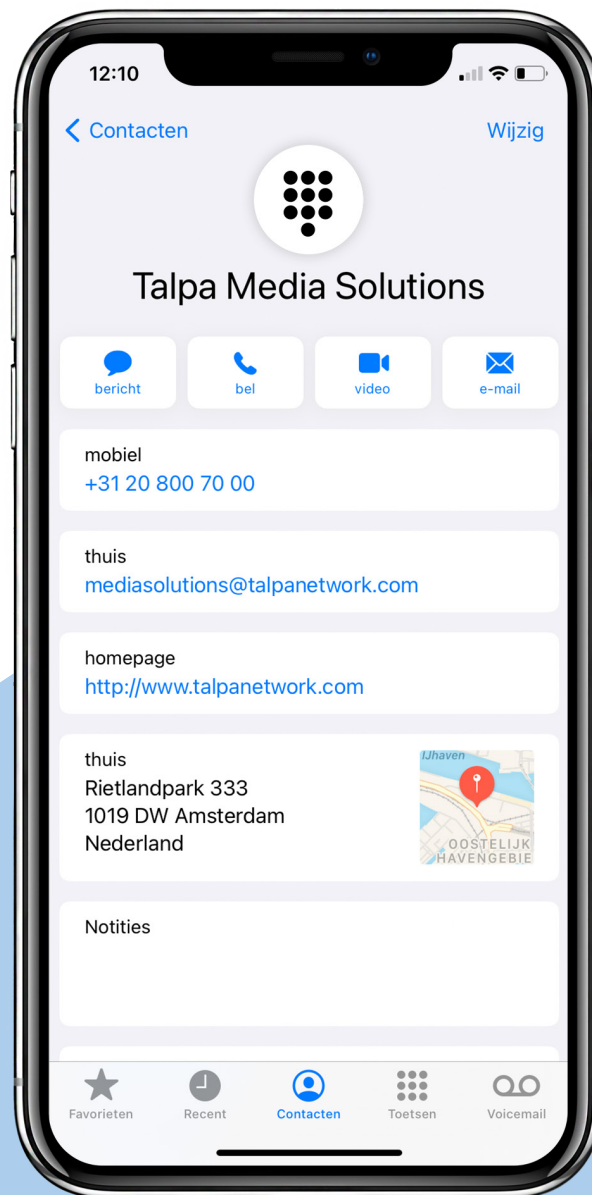 12:10
Contacten
Wijzig
Talpa Media Solutions
bericht
bel
video
e-mail
mobiel
+31 20 800 70 00
thuis
mediasolutions@talpanetwork.com
homepage
http://www.talpanetwork.com
thuis
Rietlandpark 333
1019 DW Amsterdam
Nederland
IJhaven
OOSTELIJK
HAVENGEBIE
Notities
Favorieten
Recent
Contacten
Toetsen
Voicemail